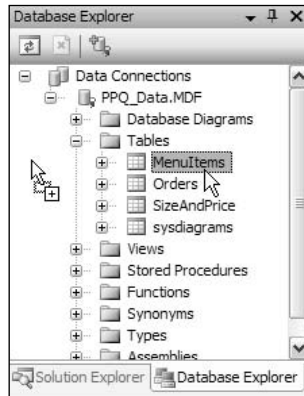 Database Explorer
Data Connections
PPQ_Data.MDF
Database Diagrams
Tables
MenuItems
Orders
SizeAndPrice
sysdiagrams
Views
Stored Procedures
Functions
Synonyms
Types
Assemblies
Solution Explorer Database Explorer